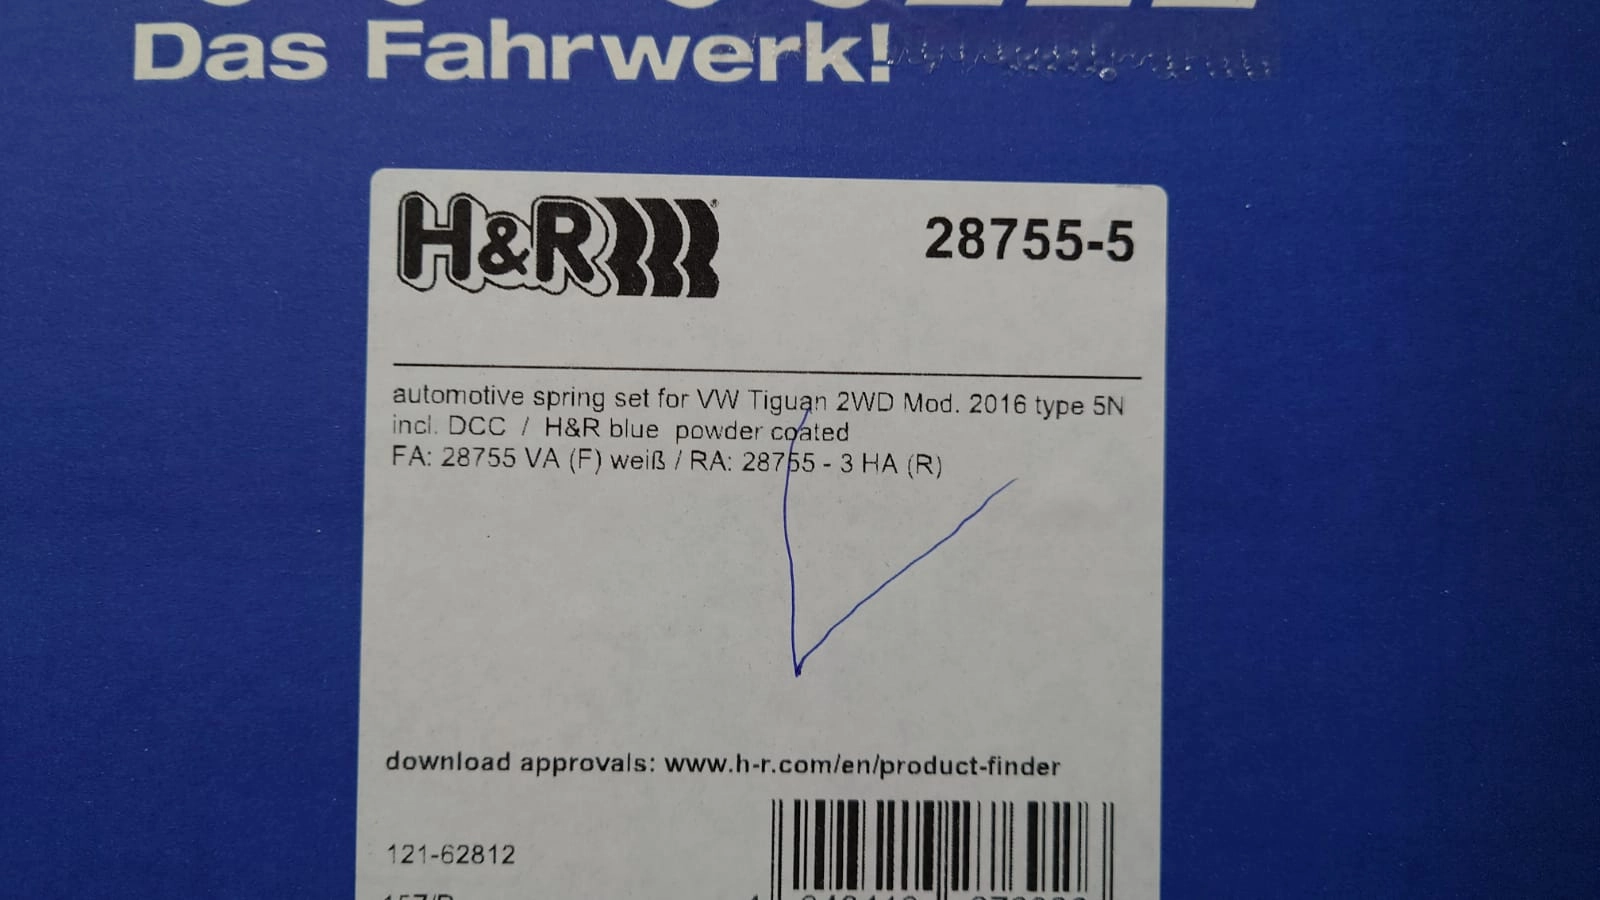 Das Fahrwerk!
H&R®
28755-5
automotive spring set for VW Tiguan 2WD Mod. 2016 type 5N
incl. DCC / H&R blue powder coated
FA: 28755 VA (F) weiß / RA: 28755 - 3 HA (R)
download approvals: www.h-r.com/en/product-finder
121-62812